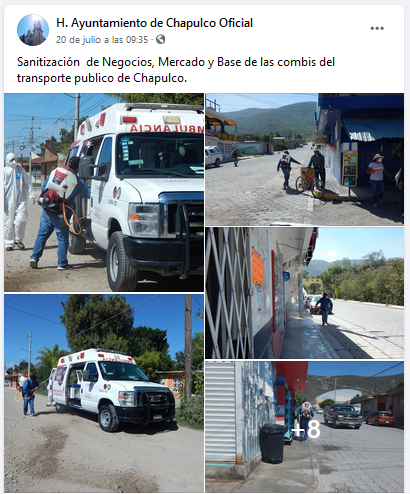 H. Ayuntamiento de Chapulco Oficial
20 de julio a las 09:35 ·
Sanitización de Negocios, Mercado y Base de las combis del
transporte publico de Chapulco.
AMBULANCIA
+8